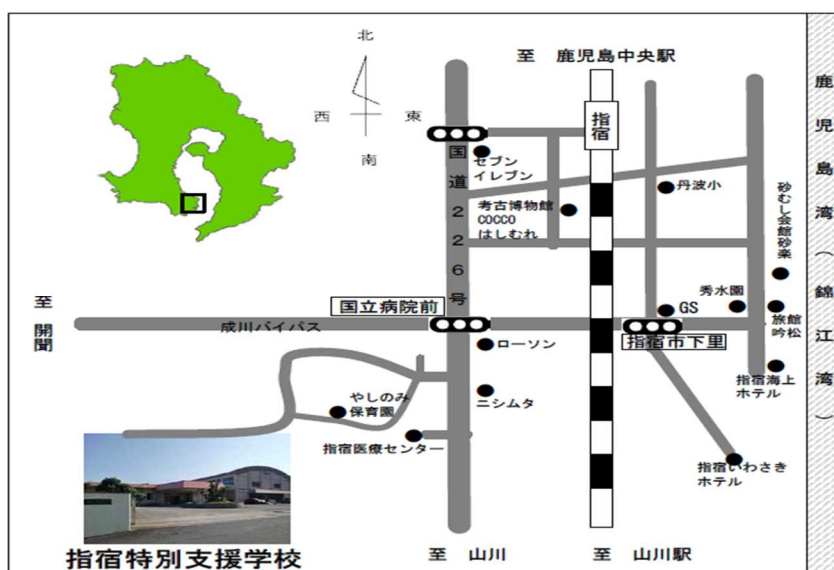 北
西
東
南
至 鹿児島中央駅
指宿
鹿児島湾(錦江湾)
国道226号
セブン
イレブン
丹波小
考古博物館
COCCO
はしむれ
砂むし会館砂楽
秀水園
GS
旅館
吟松
国立病院前
指宿市下里
至 開聞
成川バイパス
ローソン
指宿海上
ホテル
やしのみ
保育園
ニシムタ
指宿医療センター
指宿いわさき
ホテル
指宿特別支援学校
至 山川
至 山川駅